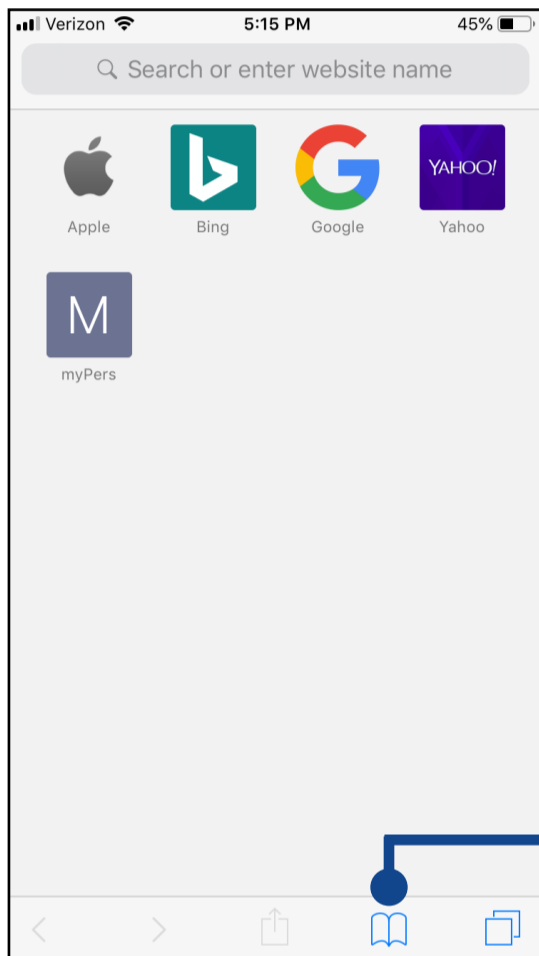 Verizon 5:15 PM 45%
Search or enter website name
YAHOO!
Apple Bing Google Yahoo
M
myPers